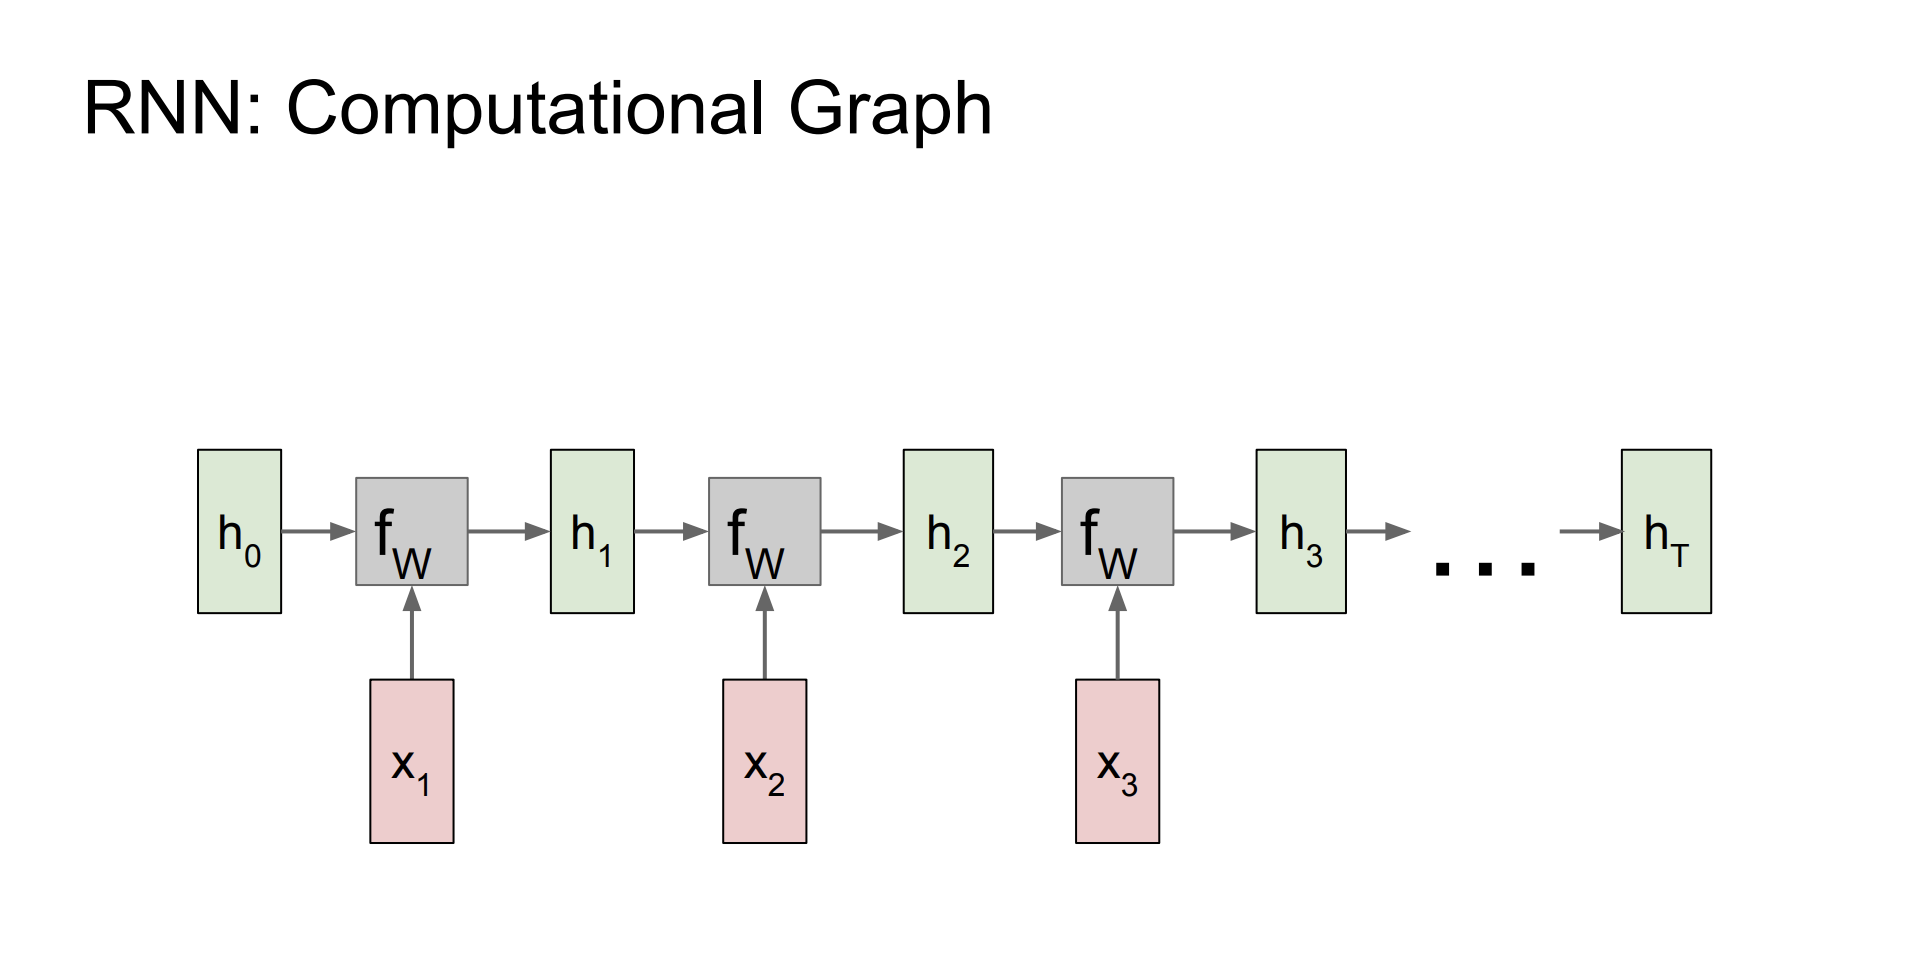 RNN: Computational Graph
h0 fW h1 fW h2 fW h3 ... hT
x1 x2 x3